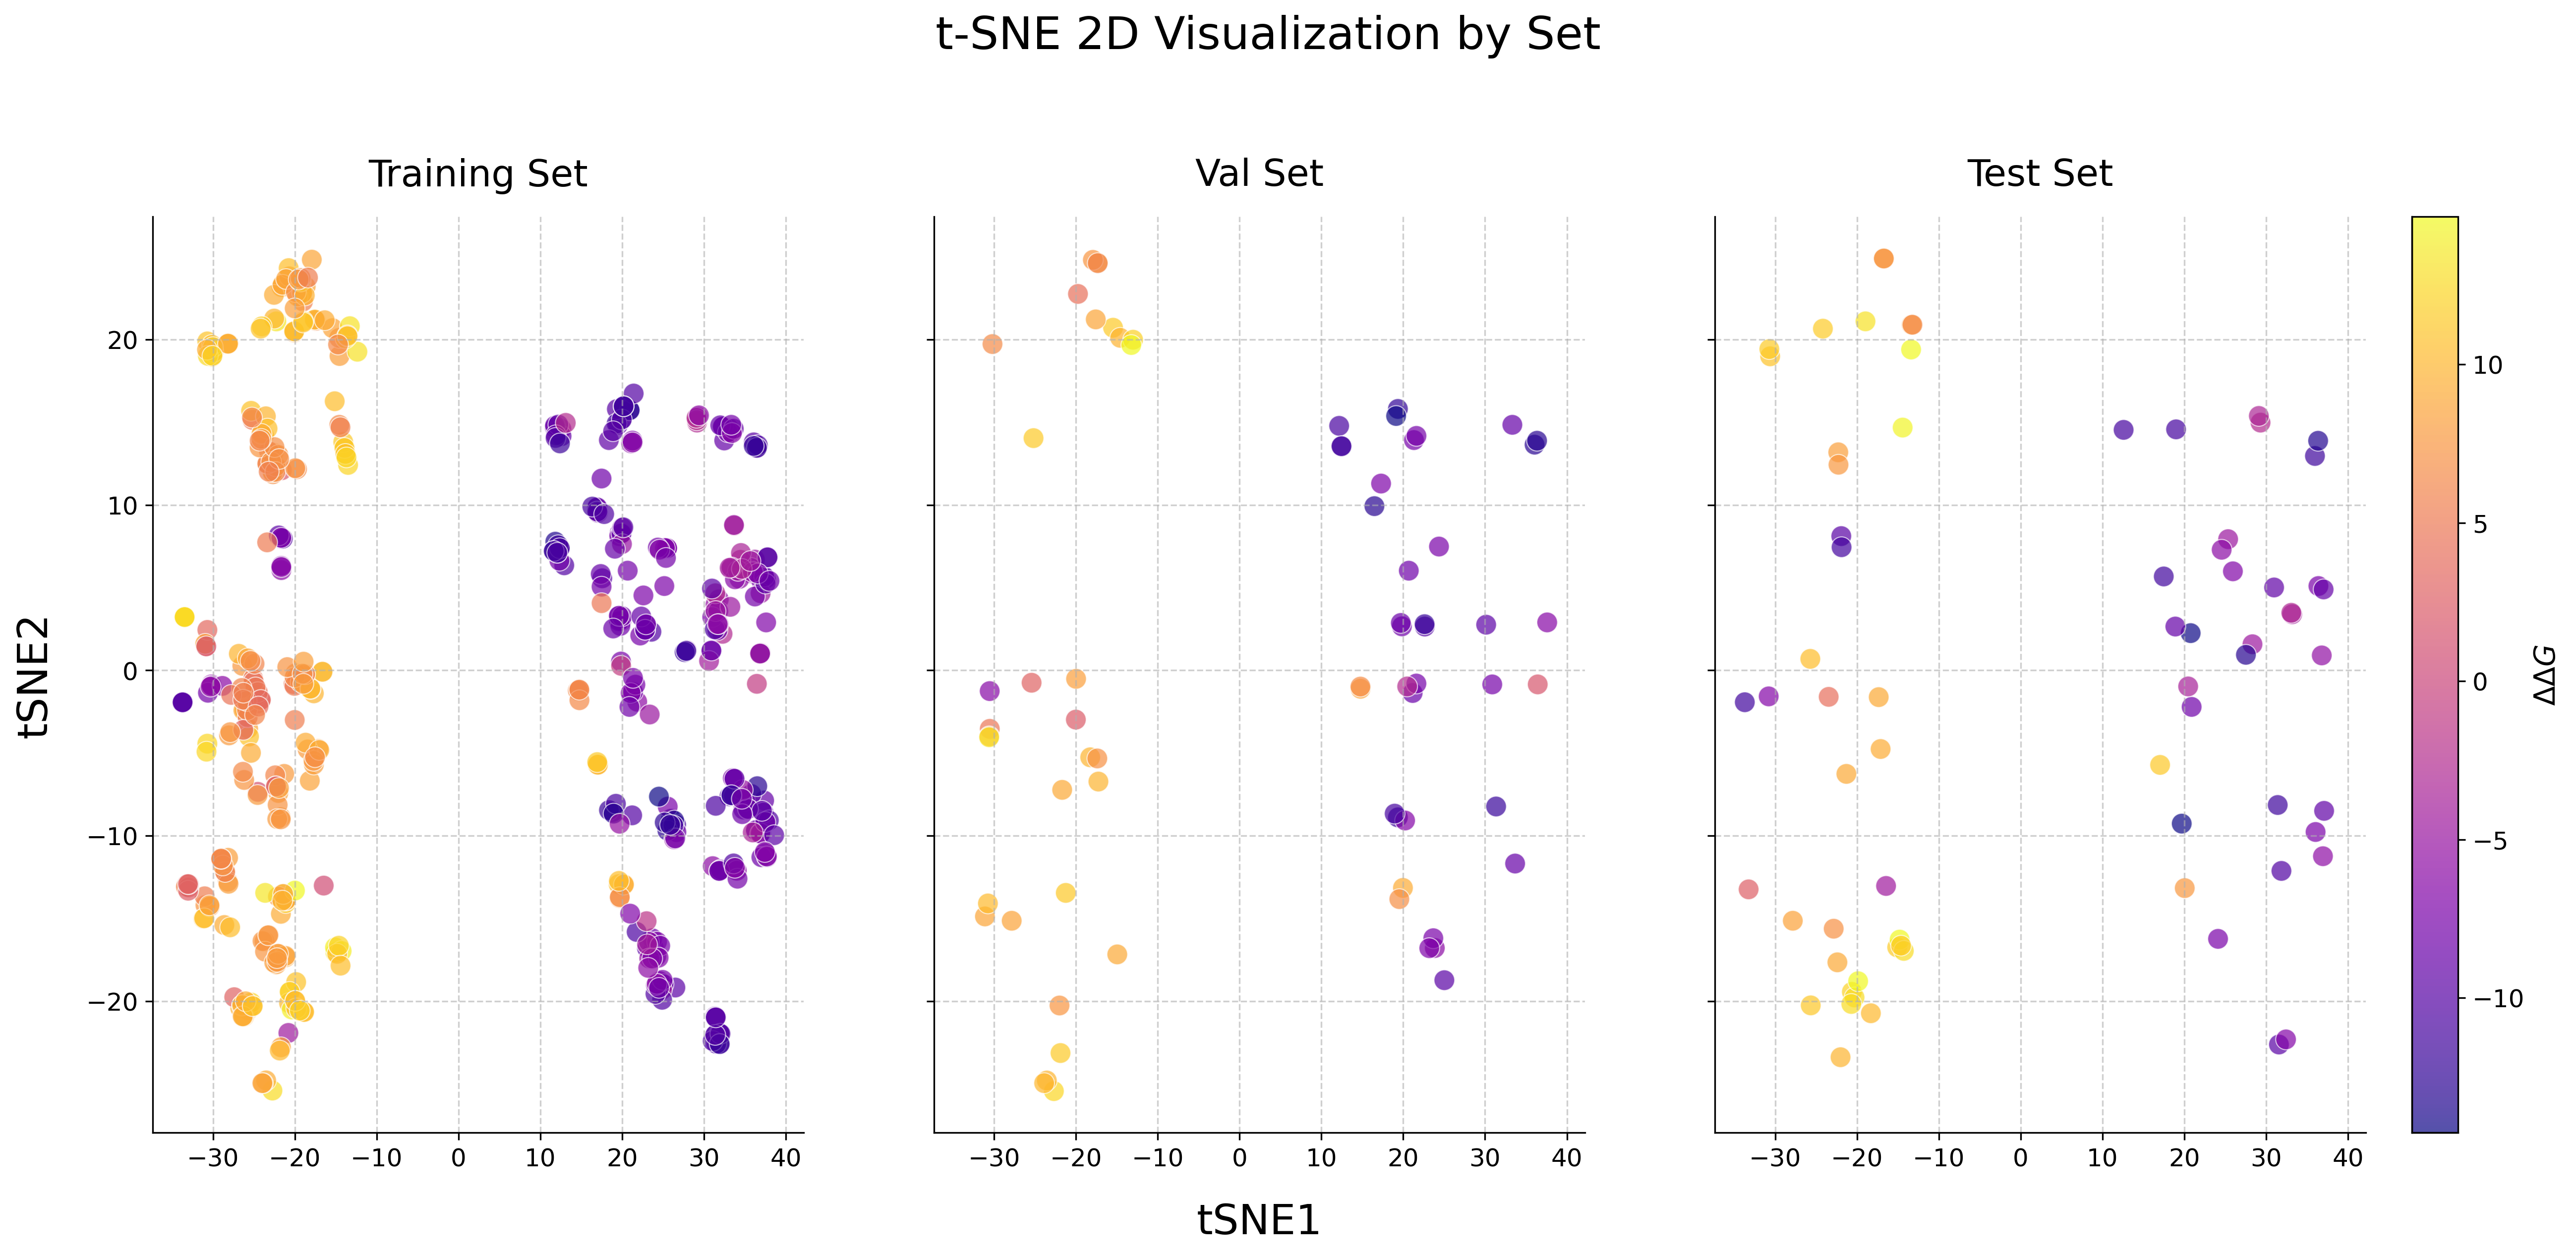 t-SNE 2D Visualization by Set
Training Set
Val Set
Test Set
tSNE2
20
10
0
−10
−20
−30 −20 −10 0 10 20 30 40
−30 −20 −10 0 10 20 30 40
−30 −20 −10 0 10 20 30 40
tSNE1
10
5
0
−5
−10
ΔΔG